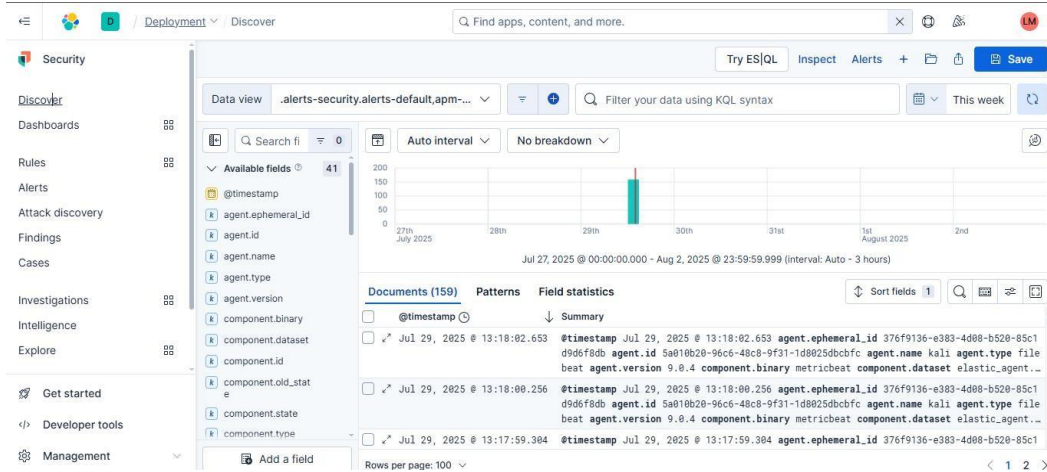 D
Deployment
Discover
Find apps, content, and more.
LM
Security
Try ES|QL
Inspect
Alerts
Save
Discover
Dashboards
Rules
Alerts
Attack discovery
Findings
Cases
Investigations
Intelligence
Explore
Get started
Developer tools
Management
Data view
.alerts-security.alerts-default,apm-...
Filter your data using KQL syntax
This week
Search fi
0
Available fields
41
@timestamp
agent.ephemeral_id
agent.id
agent.name
agent.type
agent.version
component.binary
component.dataset
component.id
component.old_stat
e
component.state
component.type
Add a field
Auto interval
No breakdown
200
150
100
50
0
27th
July 2025
28th
29th
30th
31st
1st
August 2025
2nd
Jul 27, 2025 @ 00:00:00.000 - Aug 2, 2025 @ 23:59:59.999 (interval: Auto - 3 hours)
Documents (159)
Patterns
Field statistics
Sort fields 1
@timestamp
Summary
Jul 29, 2025 @ 13:18:02.653
@timestamp Jul 29, 2025 @ 13:18:02.653 agent.ephemeral_id 376f9136-e383-4d08-b520-85c1
d9d6f8db agent.id 5a010b20-96c6-48c8-9f31-1d8025dbcbfc agent.name kali agent.type file
beat agent.version 9.0.4 component.binary metricbeat component.dataset elastic_agent.…
Jul 29, 2025 @ 13:18:00.256
@timestamp Jul 29, 2025 @ 13:18:00.256 agent.ephemeral_id 376f9136-e383-4d08-b520-85c1
d9d6f8db agent.id 5a010b20-96c6-48c8-9f31-1d8025dbcbfc agent.name kali agent.type file
beat agent.version 9.0.4 component.binary metricbeat component.dataset elastic_agent.…
Jul 29, 2025 @ 13:17:59.304
@timestamp Jul 29, 2025 @ 13:17:59.304 agent.ephemeral_id 376f9136-e383-4d08-b520-85c1
Rows per page: 100
1 2